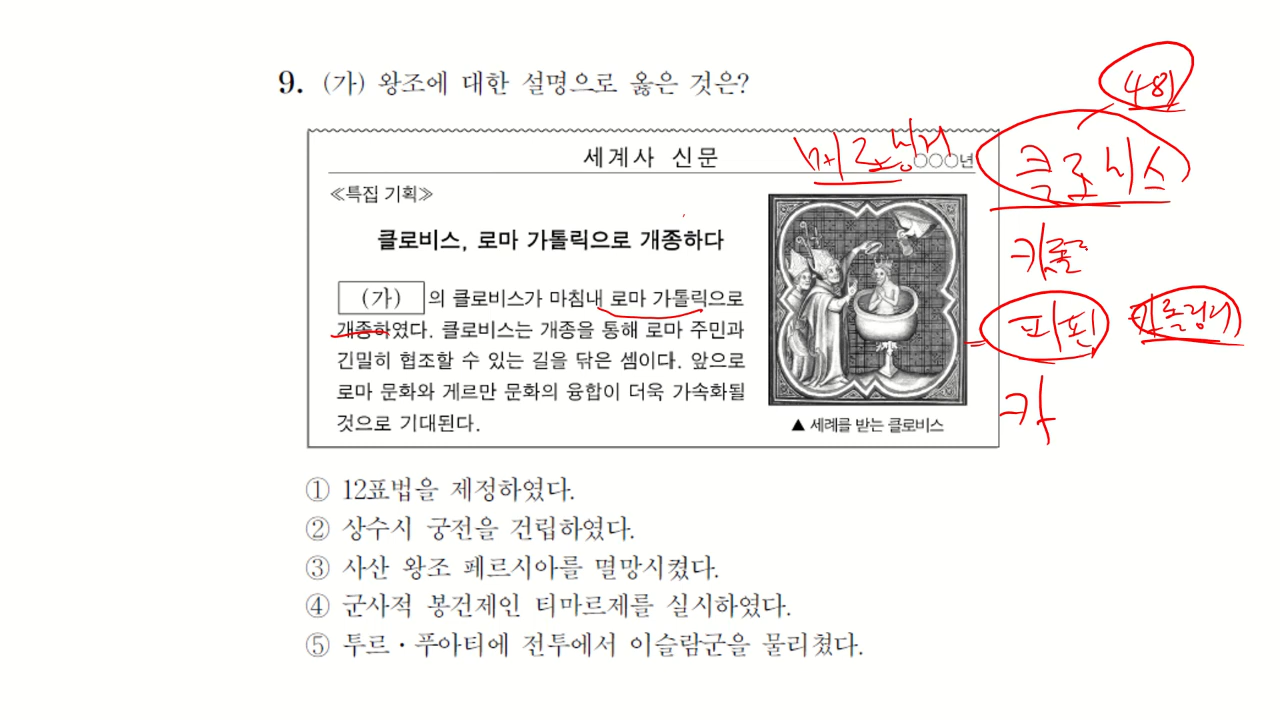 9. (가) 왕조에 대한 설명으로 옳은 것은?
세계사 신문
○○○년
≪특집 기획≫
클로비스, 로마 가톨릭으로 개종하다
(가) 의 클로비스가 마침내 로마 가톨릭으로
개종하였다. 클로비스는 개종을 통해 로마 주민과
긴밀히 협조할 수 있는 길을 닦은 셈이다. 앞으로
로마 문화와 게르만 문화의 융합이 더욱 가속화될
것으로 기대된다.
▲ 세례를 받는 클로비스
메로빙거
481
클로비스
피핀
카
① 12표법을 제정하였다.
② 상수시 궁전을 건립하였다.
③ 사산 왕조 페르시아를 멸망시켰다.
④ 군사적 봉건제인 티마르제를 실시하였다.
⑤ 투르・푸아티에 전투에서 이슬람군을 물리쳤다.